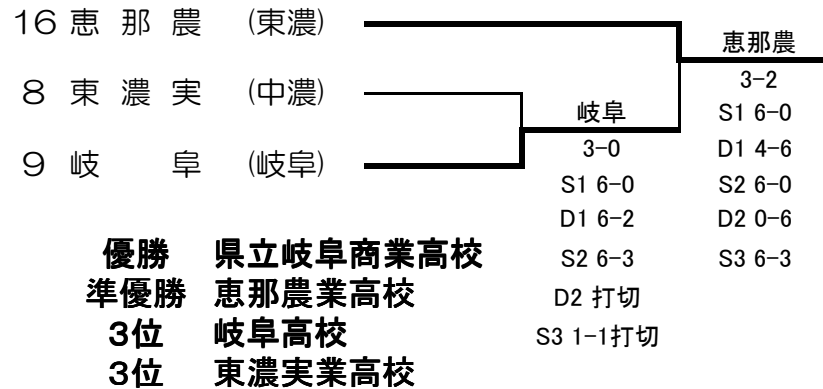 16 恵 那 農 (東濃)
恵那農
3-2
8 東 濃 実 (中濃)
岐阜
S1 6-0
3-0
D1 4-6
9 岐 阜 (岐阜)
S1 6-0
S2 6-0
D1 6-2
D2 0-6
優勝 県立岐阜商業高校
S2 6-3
S3 6-3
準優勝 恵那農業高校
D2 打切
3位 岐阜高校
S3 1-1打切
3位 東濃実業高校